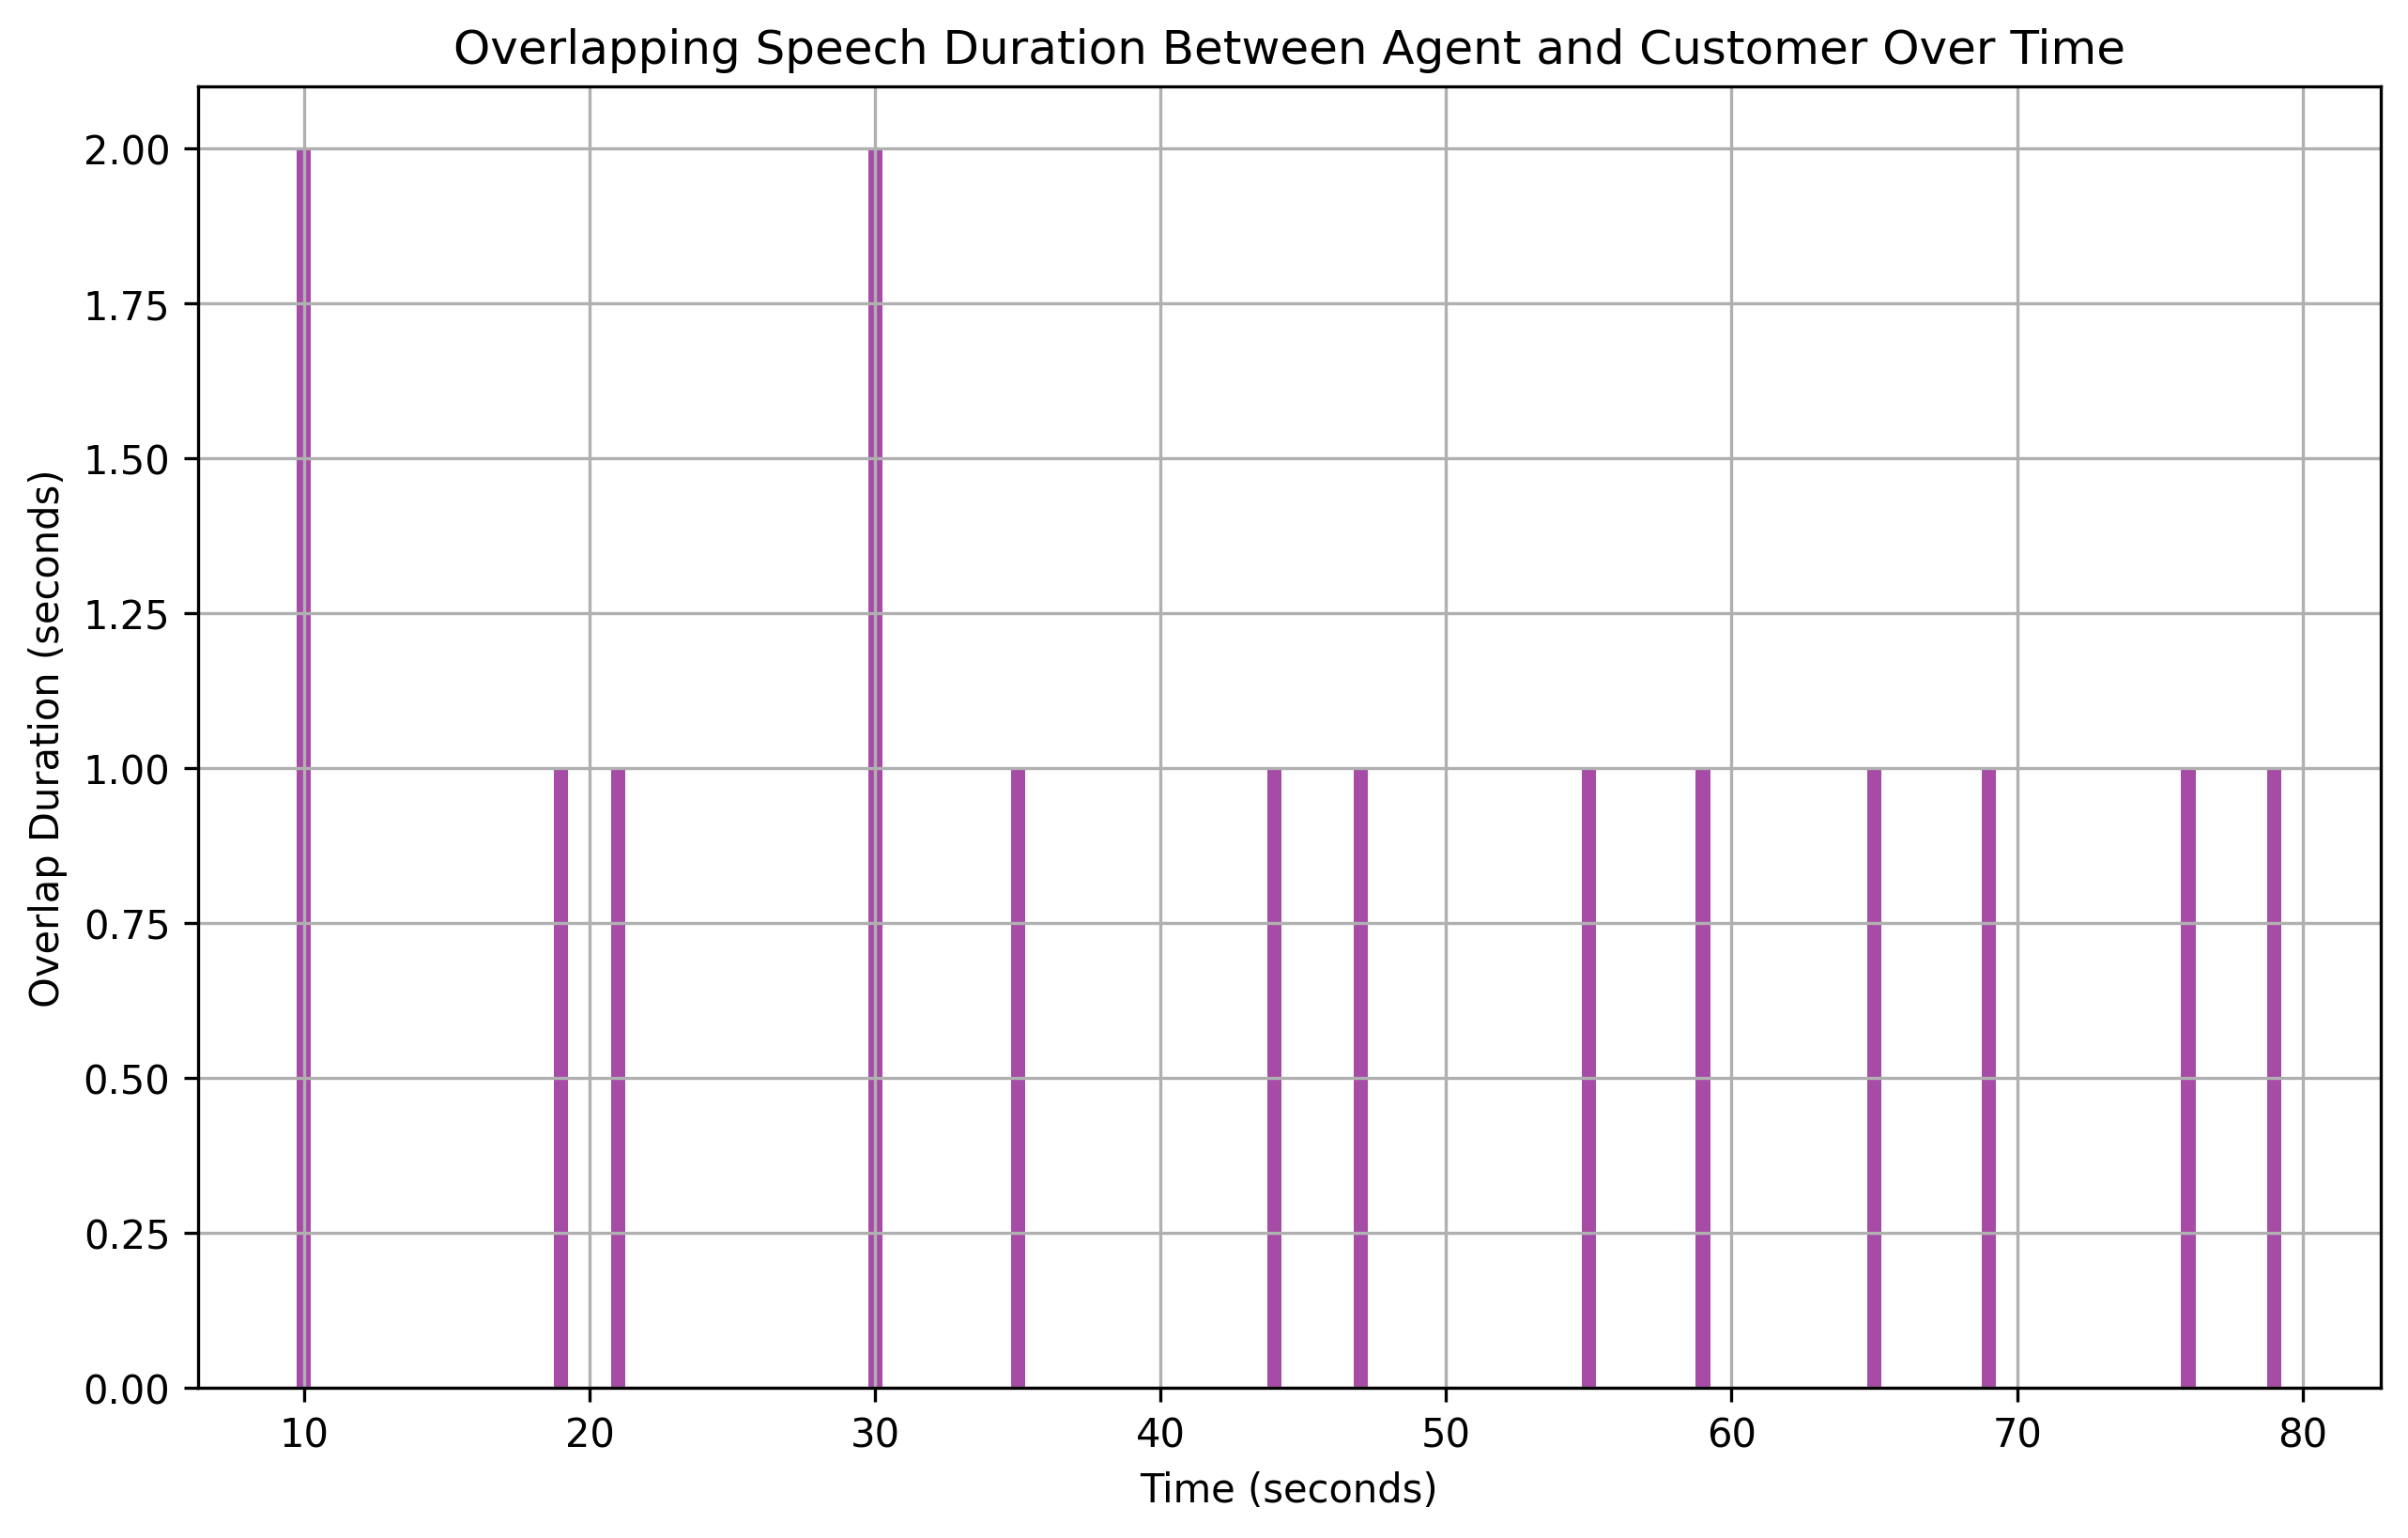 Overlapping Speech Duration Between Agent and Customer Over Time
Overlap Duration (seconds)
2.00
1.75
1.50
1.25
1.00
0.75
0.50
0.25
0.00
10 20 30 40 50 60 70 80
Time (seconds)